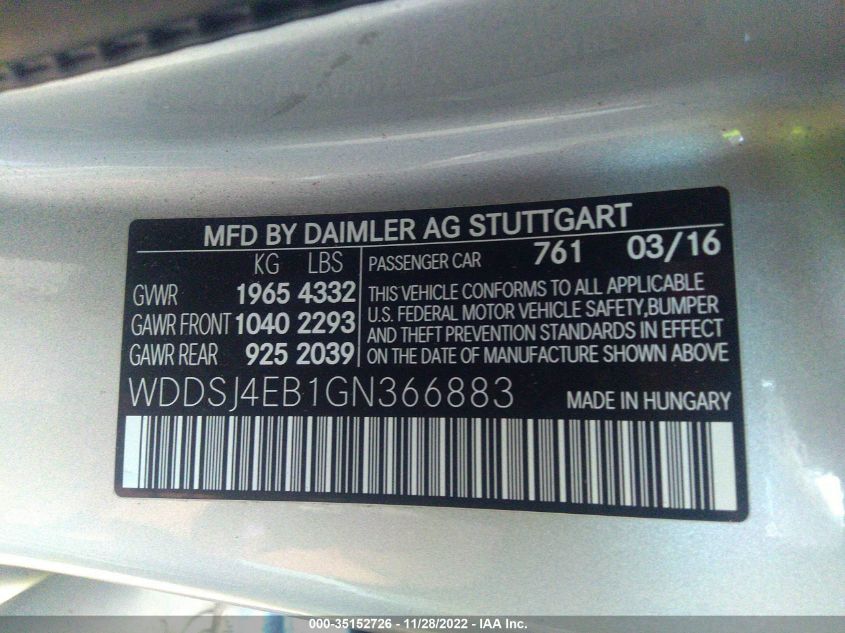 MFD BY DAIMLER AG STUTTGART
KG LBS
GVWR 1965 4332
GAWR FRONT 1040 2293
GAWR REAR 925 2039
PASSENGER CAR 761 03/16
THIS VEHICLE CONFORMS TO ALL APPLICABLE
U.S. FEDERAL MOTOR VEHICLE SAFETY,BUMPER
AND THEFT PREVENTION STANDARDS IN EFFECT
ON THE DATE OF MANUFACTURE SHOWN ABOVE
WDDSJ4EB1GN366883 MADE IN HUNGARY
000-35152726 - 11/28/2022 - IAA Inc.